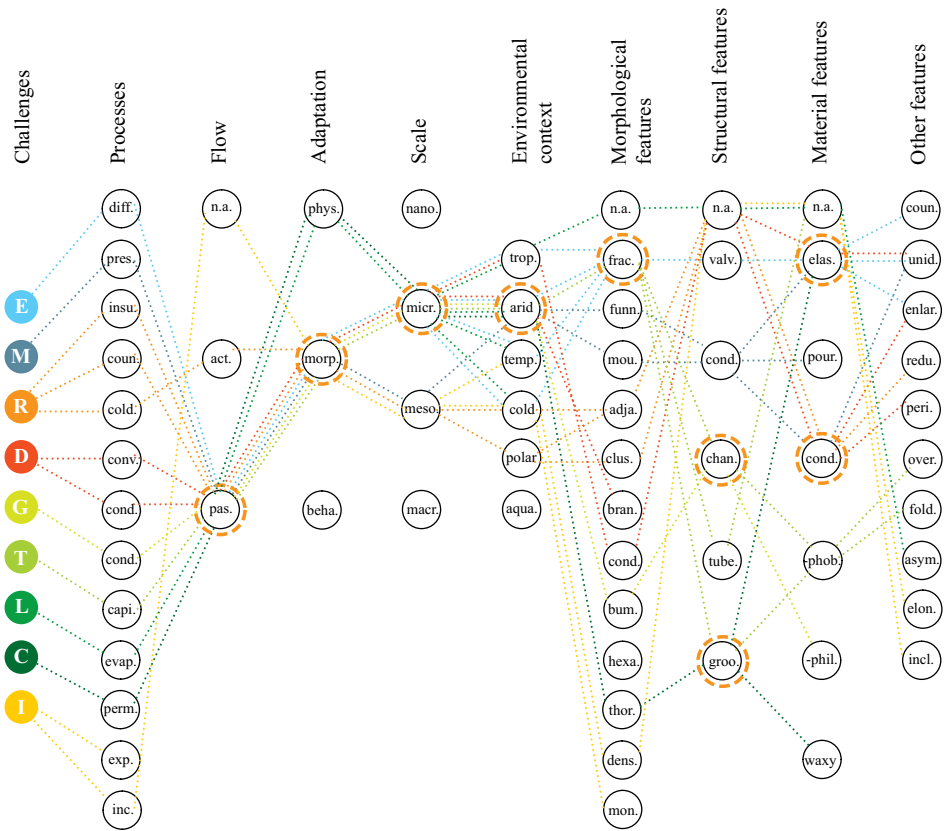 Challenges
Processes
Flow
Adaptation
Scale
Environmental
context
Morphological
features
Structural features
Material features
Other features
E
M
R
D
G
T
L
C
I
diff.
pres.
insu.
coun.
cold.
conv.
cond.
cond.
capi.
evap.
perm.
exp.
inc.
n.a.
act.
pas.
phys.
morp.
beha.
nano.
micr.
meso.
macr.
trop.
arid
temp.
cold
polar
aqua.
n.a.
frac.
funn.
mou.
adja.
clus.
bran.
cond.
bum.
hexa.
thor.
dens.
mon.
n.a.
valv.
cond.
chan.
tube.
groo.
n.a.
elas.
pour.
cond.
-phob.
-phil.
waxy
coun.
unid.
enlar.
redu.
peri.
over.
fold.
asym.
elon.
incl.